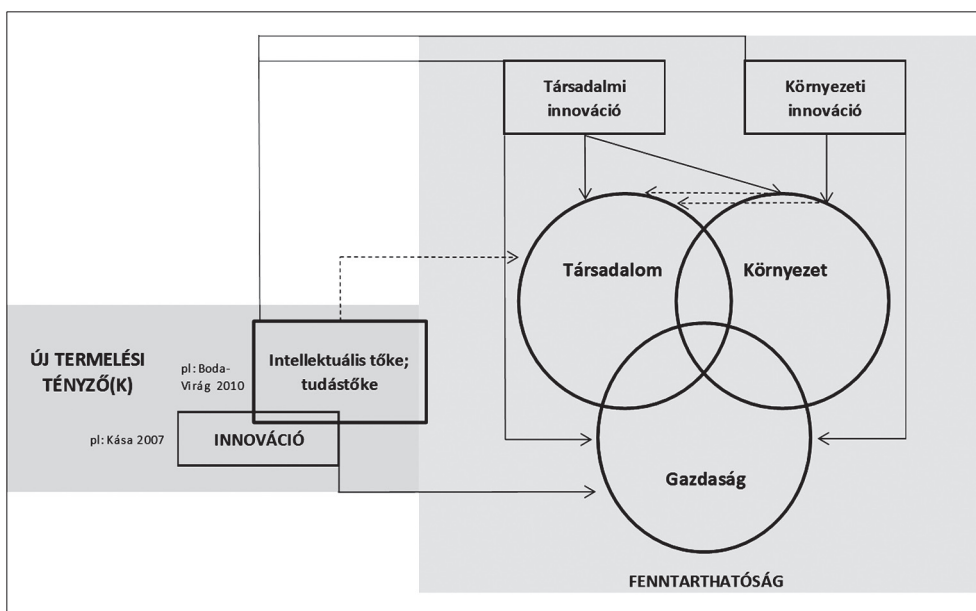 Társadalmi
innováció
Környezeti
innováció
Társadalom
Környezet
ÚJ TERMELÉSI
TÉNYZŐ(K)
pl: Boda-
Virág 2010
Intellektuális tőke;
tudástőke
pl: Kása 2007
INNOVÁCIÓ
Gazdaság
FENNTARTHATÓSÁG